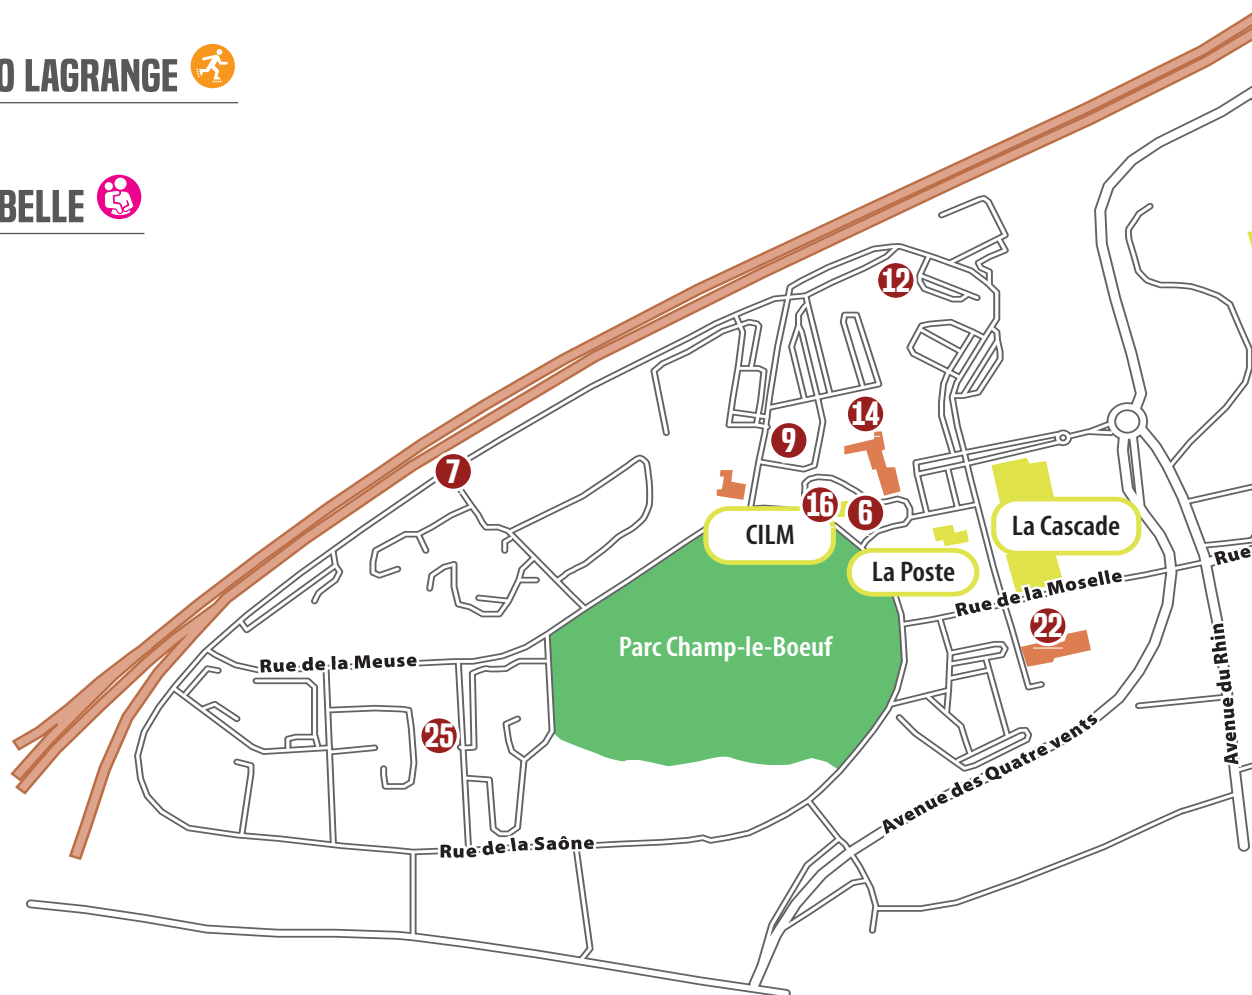 O LAGRANGE
BELLE
12
14
9
7
16
6
CILM
La Cascade
La Poste
Rue
Rue de la Moselle
22
Parc Champ-le-Boeuf
Rue de la Meuse
25
Avenue du Rhin
Avenue des Quatre vents
Rue de la Saône